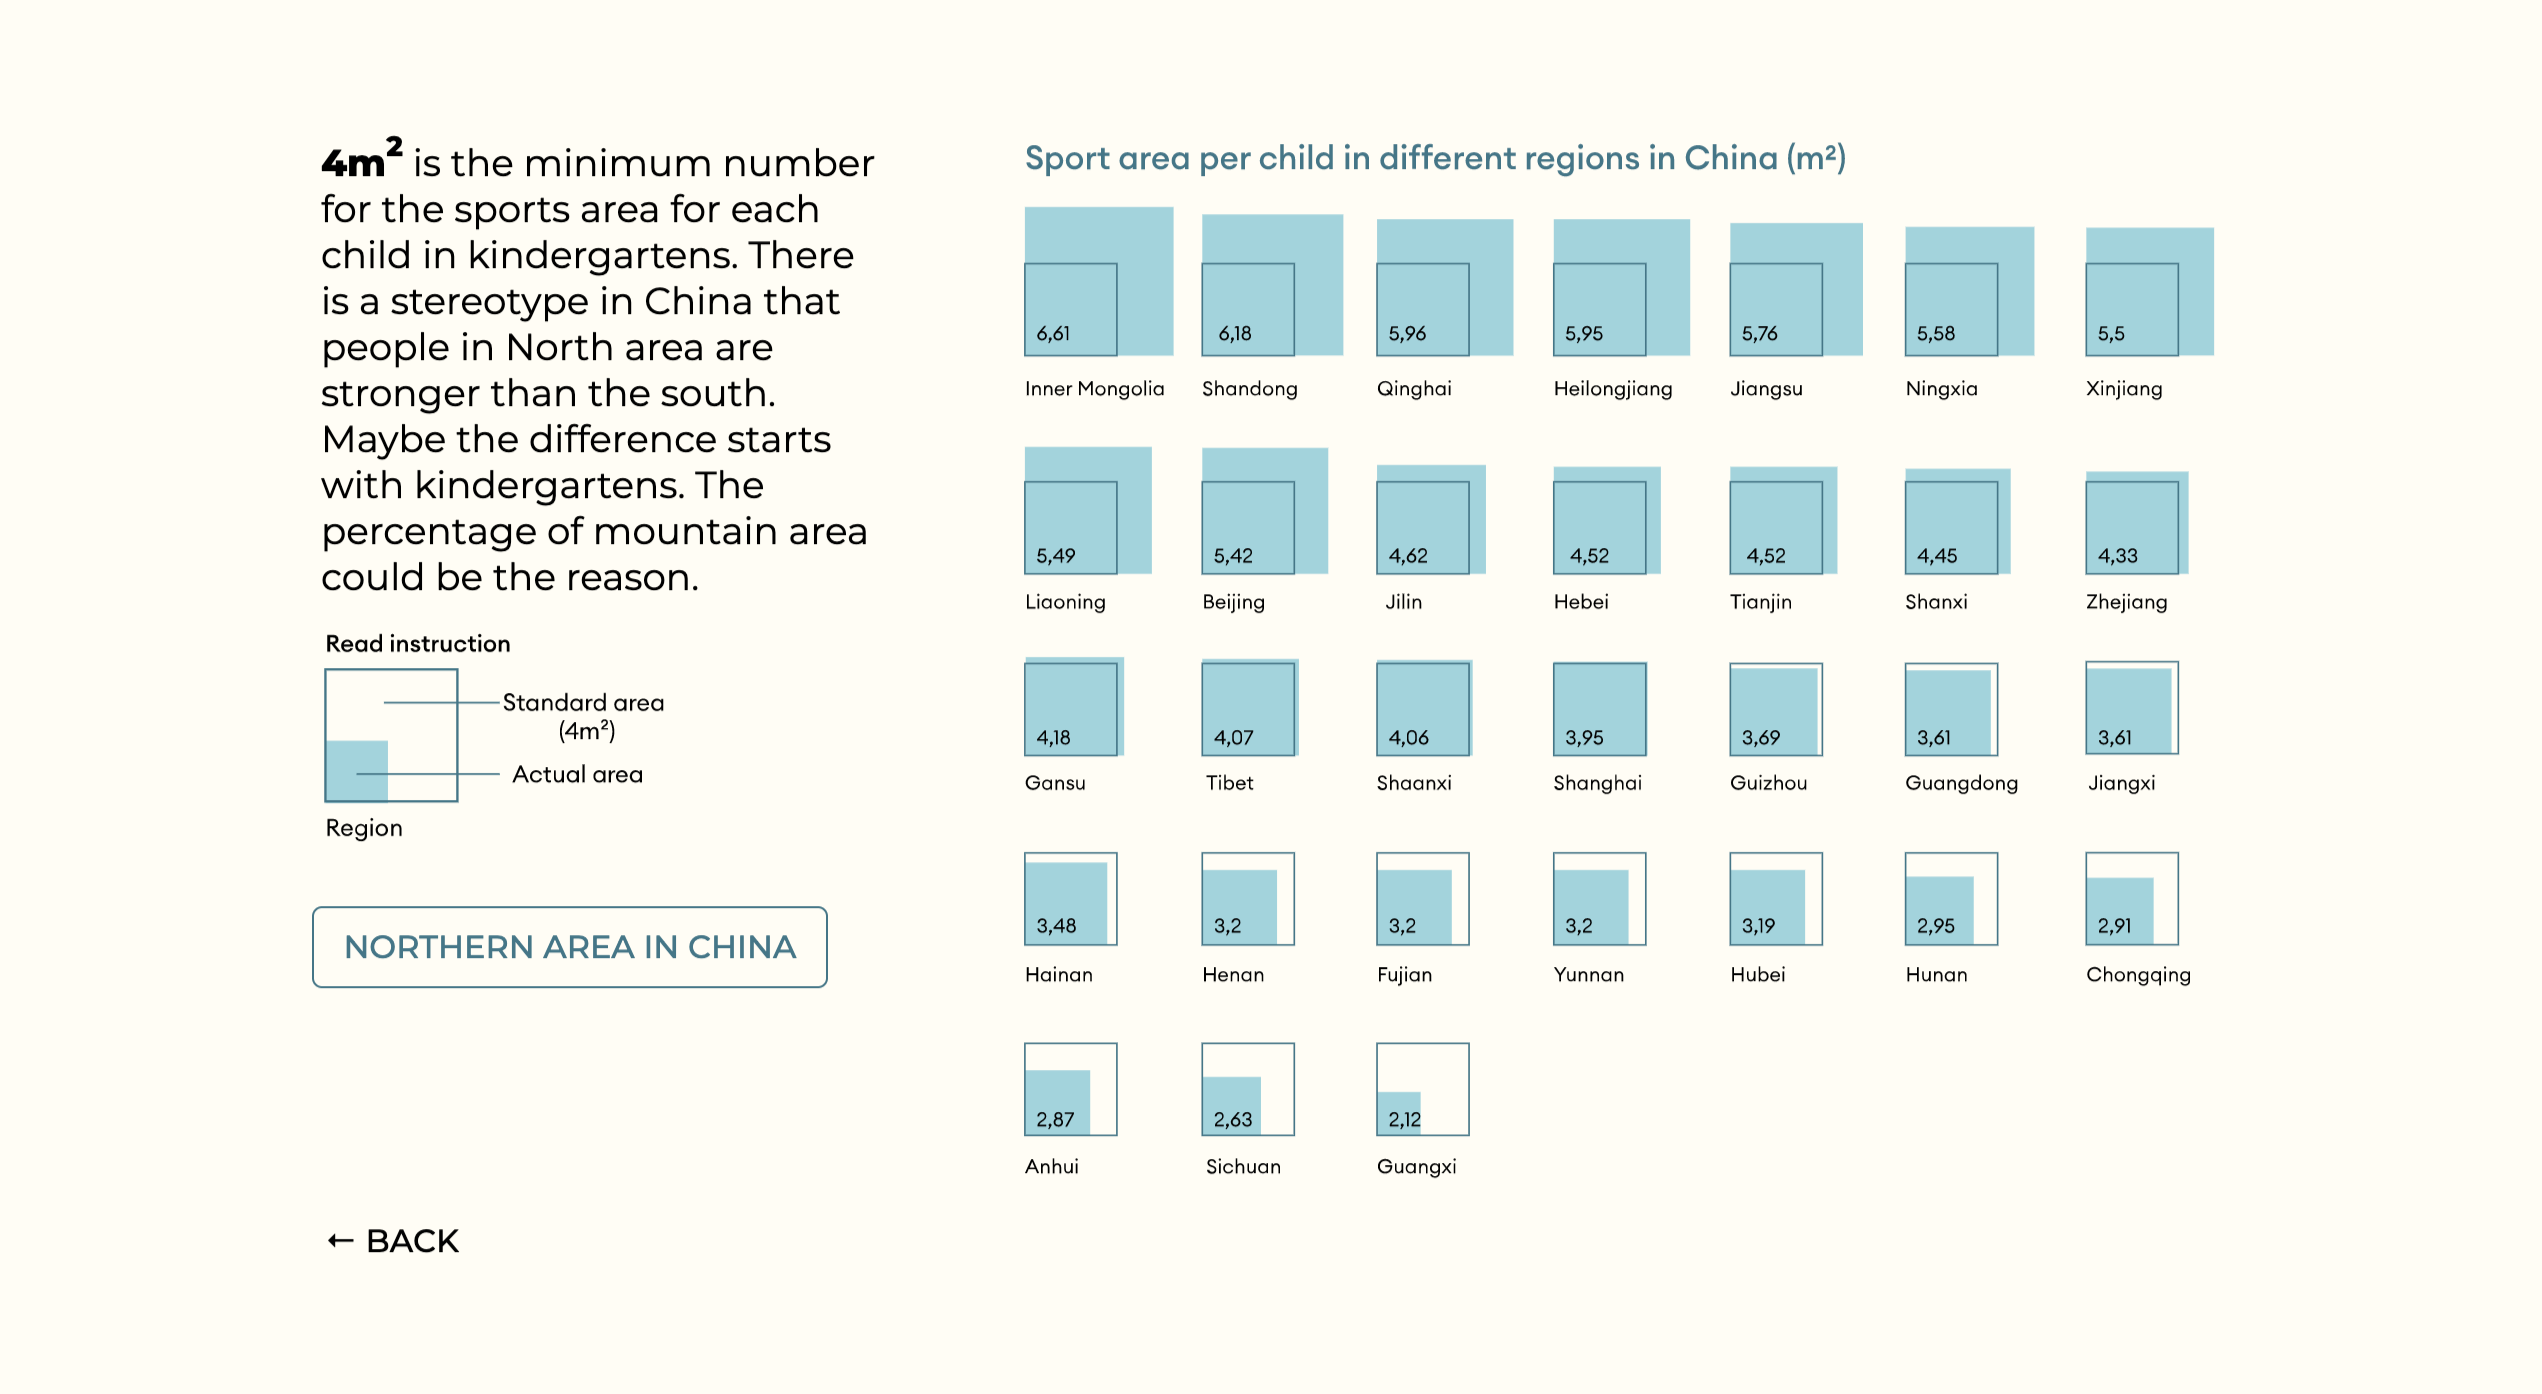 4m² is the minimum number
for the sports area for each
child in kindergartens. There
is a stereotype in China that
people in North area are
stronger than the south.
Maybe the difference starts
with kindergartens. The
percentage of mountain area
could be the reason.
Read instruction
Standard area
(4m²)
Actual area
Region
NORTHERN AREA IN CHINA
← BACK
Sport area per child in different regions in China (m²)
6,61 6,18 5,96 5,95 5,76 5,58 5,5
Inner Mongolia Shandong Qinghai Heilongjiang Jiangsu Ningxia Xinjiang
5,49 5,42 4,62 4,52 4,52 4,45 4,33
Liaoning Beijing Jilin Hebei Tianjin Shanxi Zhejiang
4,18 4,07 4,06 3,95 3,69 3,61 3,61
Gansu Tibet Shaanxi Shanghai Guizhou Guangdong Jiangxi
3,48 3,2 3,2 3,2 3,19 2,95 2,91
Hainan Henan Fujian Yunnan Hubei Hunan Chongqing
2,87 2,63 2,12
Anhui Sichuan Guangxi